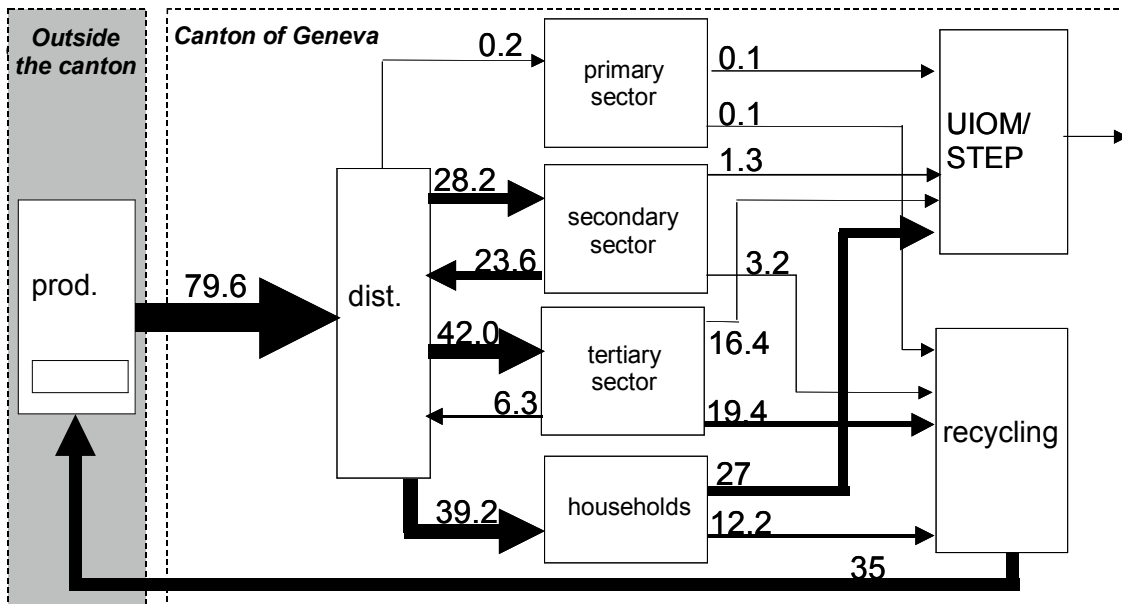 Outside
the canton
Canton of Geneva
0.2
primary
sector
0.1
0.1
UIOM/
STEP
28.2
secondary
sector
1.3
23.6
3.2
prod.
79.6
dist.
42.0
tertiary
sector
16.4
6.3
19.4
recycling
39.2
households
27
12.2
35